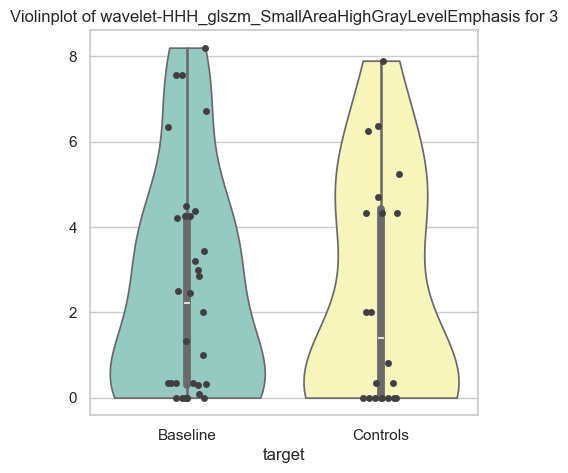 Violinplot of wavelet-HHH_glszm_SmallAreaHighGrayLevelEmphasis for 3
8
6
4
2
0
Baseline
Controls
target